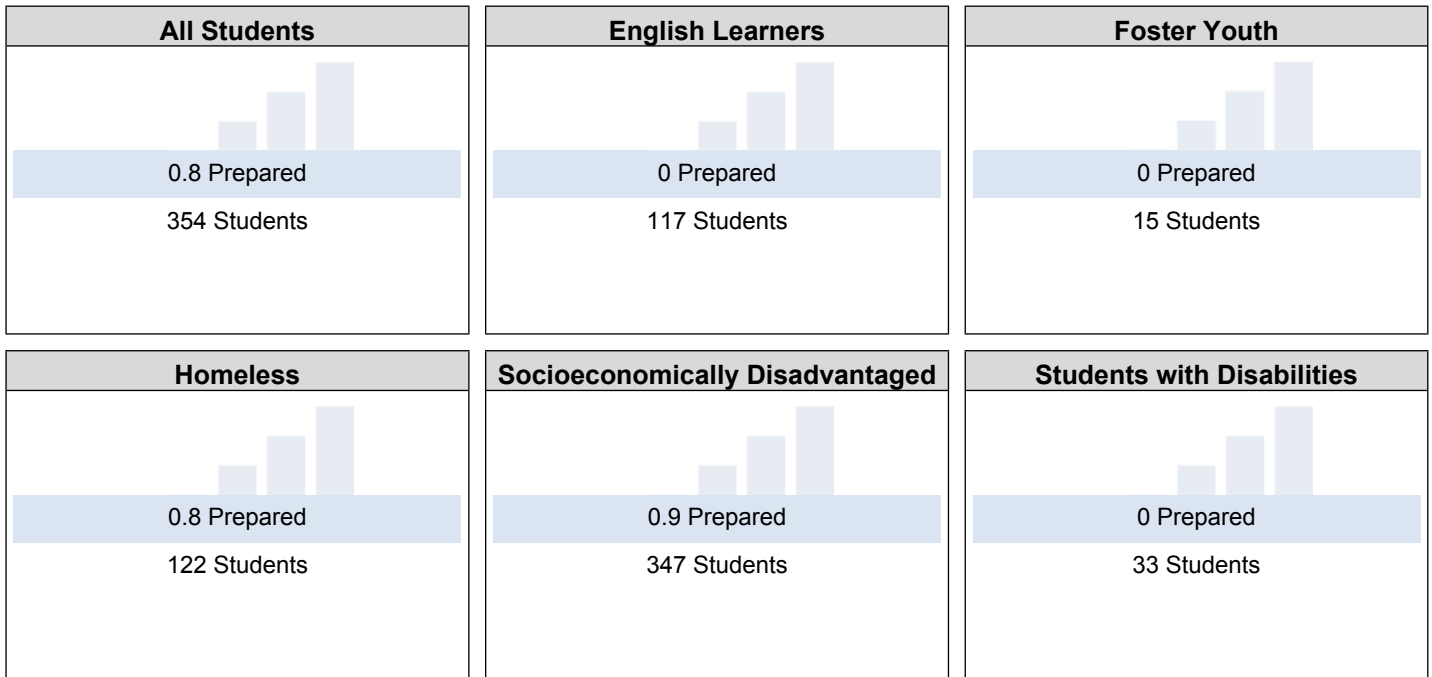 All Students
0.8 Prepared
354 Students
English Learners
0 Prepared
117 Students
Foster Youth
0 Prepared
15 Students
Homeless
0.8 Prepared
122 Students
Socioeconomically Disadvantaged
0.9 Prepared
347 Students
Students with Disabilities
0 Prepared
33 Students